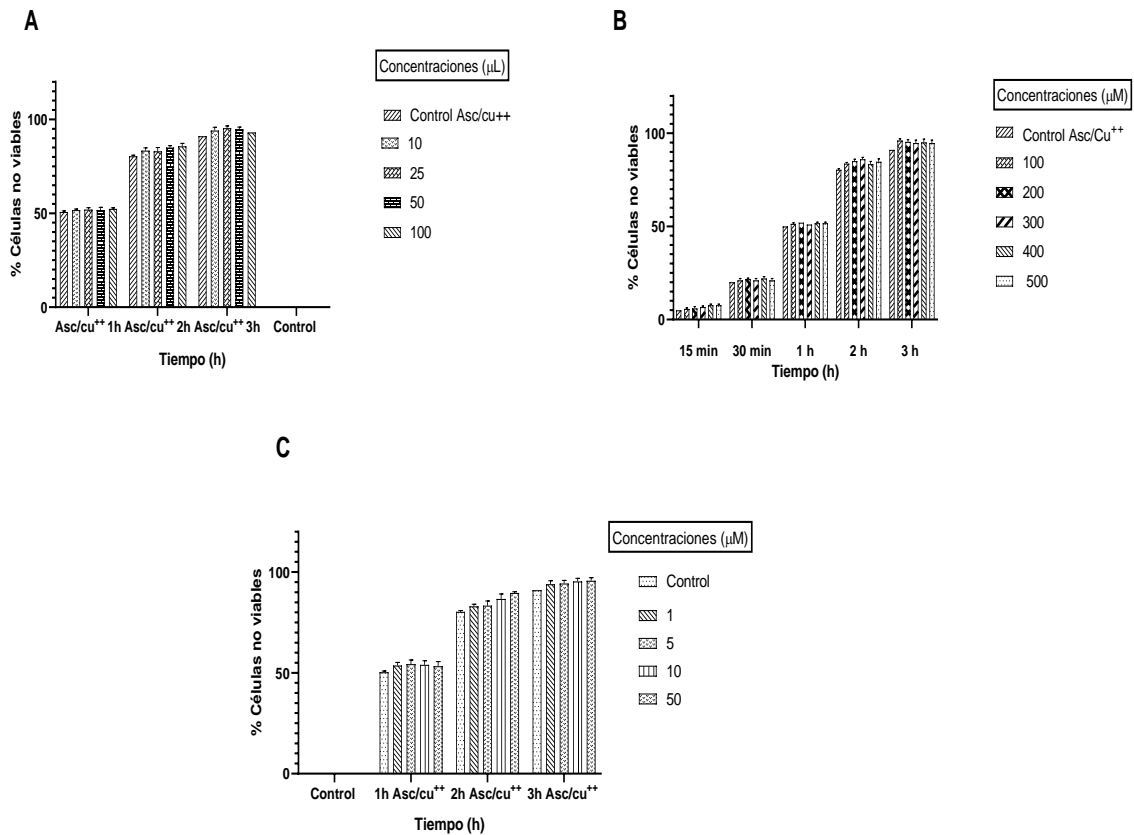 A
Concentraciones (μL)
Control Asc/cu++
10
25
50
100
% Células no viables
100
50
0
Asc/cu++ 1h Asc/cu++ 2h Asc/cu++ 3h Control
Tiempo (h)
B
Concentraciones (μM)
Control Asc/Cu++
100
200
300
400
500
% Células no viables
100
50
0
15 min 30 min 1 h 2 h 3 h
Tiempo (h)
C
Concentraciones (μM)
Control
1
5
10
50
% Células no viables
100
50
0
Control 1h Asc/cu++ 2h Asc/cu++ 3h Asc/cu++
Tiempo (h)